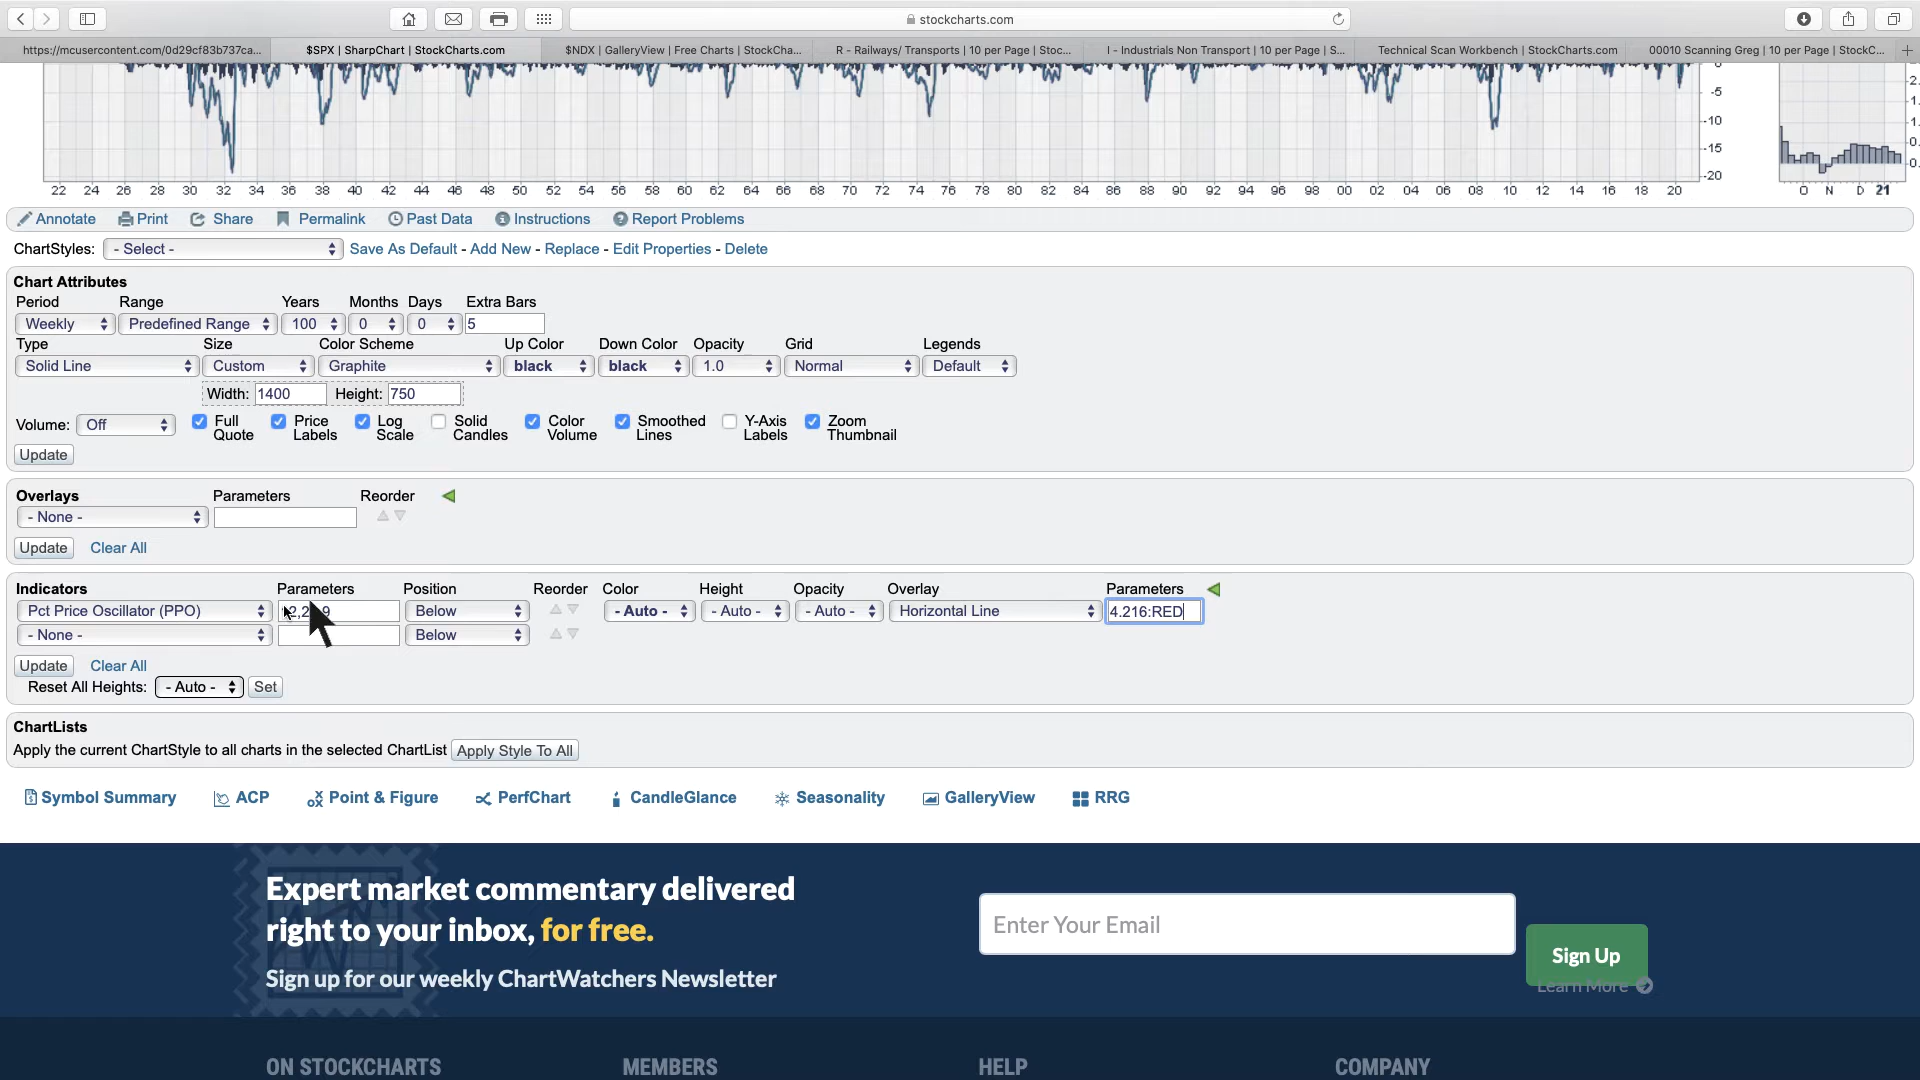 stockcharts.com
https://mcusercontent.com/0d29cf83b737ca... $SPX | SharpChart | StockCharts.com $NDX | GalleryView | Free Charts | StockCha... R - Railways/ Transports | 10 per Page | Stoc... I - Industrials Non Transport | 10 per Page | S... Technical Scan Workbench | StockCharts.com 00010 Scanning Greg | 10 per Page | StockC... +
-5
-10
-15
-20
22 24 26 28 30 32 34 36 38 40 42 44 46 48 50 52 54 56 58 60 62 64 66 68 70 72 74 76 78 80 82 84 86 88 90 92 94 96 98 00 02 04 06 08 10 12 14 16 18 20 O N D 21
Annotate Print Share Permalink Past Data Instructions Report Problems
ChartStyles: - Select - Save As Default - Add New - Replace - Edit Properties - Delete
Chart Attributes
Period Range Years Months Days Extra Bars
Weekly Predefined Range 100 0 0 5
Type Size Color Scheme Up Color Down Color Opacity Grid Legends
Solid Line Custom Graphite black black 1.0 Normal Default
Width: 1400 Height: 750
Volume: Off Full Quote Price Labels Log Scale Solid Candles Color Volume Smoothed Lines Y-Axis Labels Zoom Thumbnail
Update
Overlays Parameters Reorder
- None -
Update Clear All
Indicators Parameters Position Reorder Color Height Opacity Overlay Parameters
Pct Price Oscillator (PPO) Below - Auto - - Auto - - Auto - Horizontal Line 4.216:RED
- None - Below
Update Clear All
Reset All Heights: - Auto - Set
ChartLists
Apply the current ChartStyle to all charts in the selected ChartList Apply Style To All
Symbol Summary ACP Point & Figure PerfChart CandleGlance Seasonality GalleryView RRG
Expert market commentary delivered
right to your inbox, for free.
Sign up for our weekly ChartWatchers Newsletter
Enter Your Email
Sign Up
Learn More
ON STOCKCHARTS MEMBERS HELP COMPANY